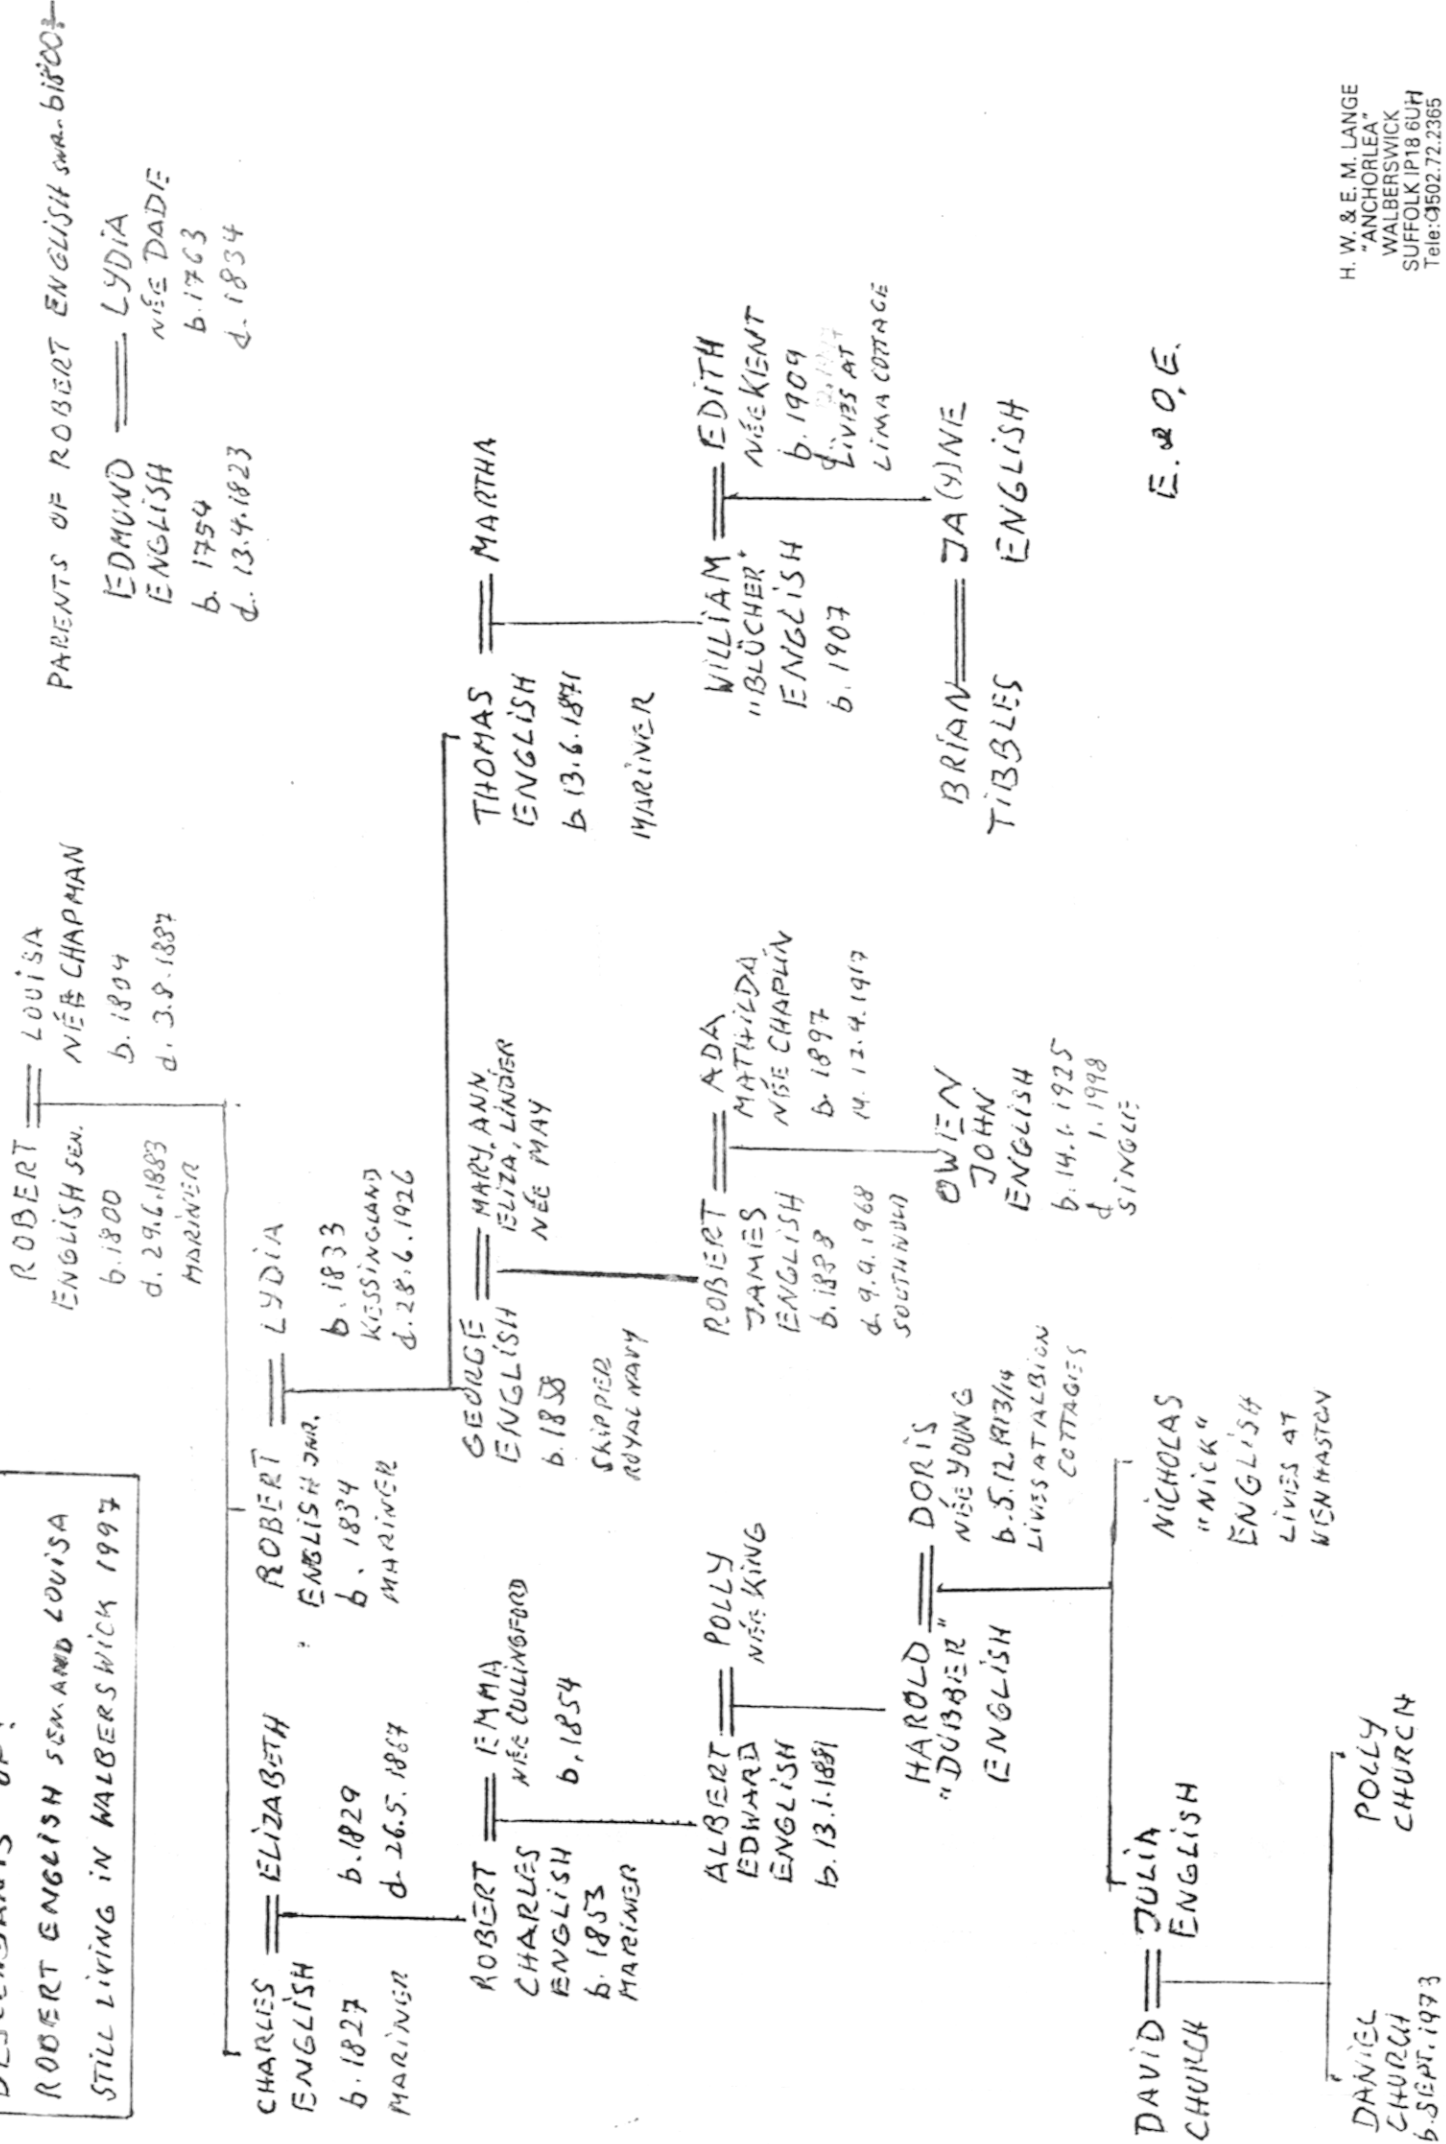 DESCENDANTS OF:
ROBERT ENGLISH SEN. AND LOUISA
STILL LIVING IN WALBERSWICK 1997
ROBERT
ENGLISH SEN.
b. 1800
d. 29.6.1883
MARINER
LOUISA
NÉE CHAPMAN
b. 1804
d. 3.8.1887
PARENTS OF ROBERT ENGLISH b 1800
EDMUND
ENGLISH
b. 1754
d. 13.4.1823
LYDIA
NÉE DADE
b. 1763
d. 1834
CHARLES
ENGLISH
b. 1827
MARINER
ELIZABETH
b. 1829
d. 26.5.1867
ROBERT
ENGLISH JNR.
b. 1834
MARINER
LYDIA
b. 1833
KESSINGLAND
d. 28.6.1926
ROBERT
CHARLES
ENGLISH
b. 1853
MARINER
EMMA
NÉE CULLINGFORD
b. 1854
GEORGE
ENGLISH
b. 1858
SKIPPER
ROYAL NAVY
MARY, ANN,
ELIZA, LINDER
NÉE MAY
THOMAS
ENGLISH
b. 13.6.1871
MARINER
MARTHA
ALBERT
EDWARD
ENGLISH
b. 13.1.1881
POLLY
NÉE KING
ROBERT
JAMES
ENGLISH
b. 1888
d. 9.9.1968
SOUTHWOLD
ADA
MATHILDA
NÉE CHAPLIN
b. 1897
M. 12.4.1917
WILLIAM
"BLÜCHER"
ENGLISH
b. 1907
EDITH
NÉE KENT
b. 1909
LIVES AT
LIMA COTTAGE
HAROLD
"DUBBER"
ENGLISH
DORIS
NÉE YOUNG
b. 5.12.1913/14
LIVES AT ALBION
COTTAGES
OWEN
JOHN
ENGLISH
b. 14.1.1925
d 1.1998
SINGLE
BRIAN
TIBBLES
JA(Y)NE
ENGLISH
DAVID
CHURCH
JULIA
ENGLISH
NICHOLAS
"NICK"
ENGLISH
LIVES AT
WENHASTON
DANIEL
CHURCH
b. SEPT. 1973
POLLY
CHURCH
E. & O.E.
H. W. & E. M. LANGE
"ANCHORLEA"
WALBERSWICK
SUFFOLK IP18 6UH
Tele: 01502.72.2365